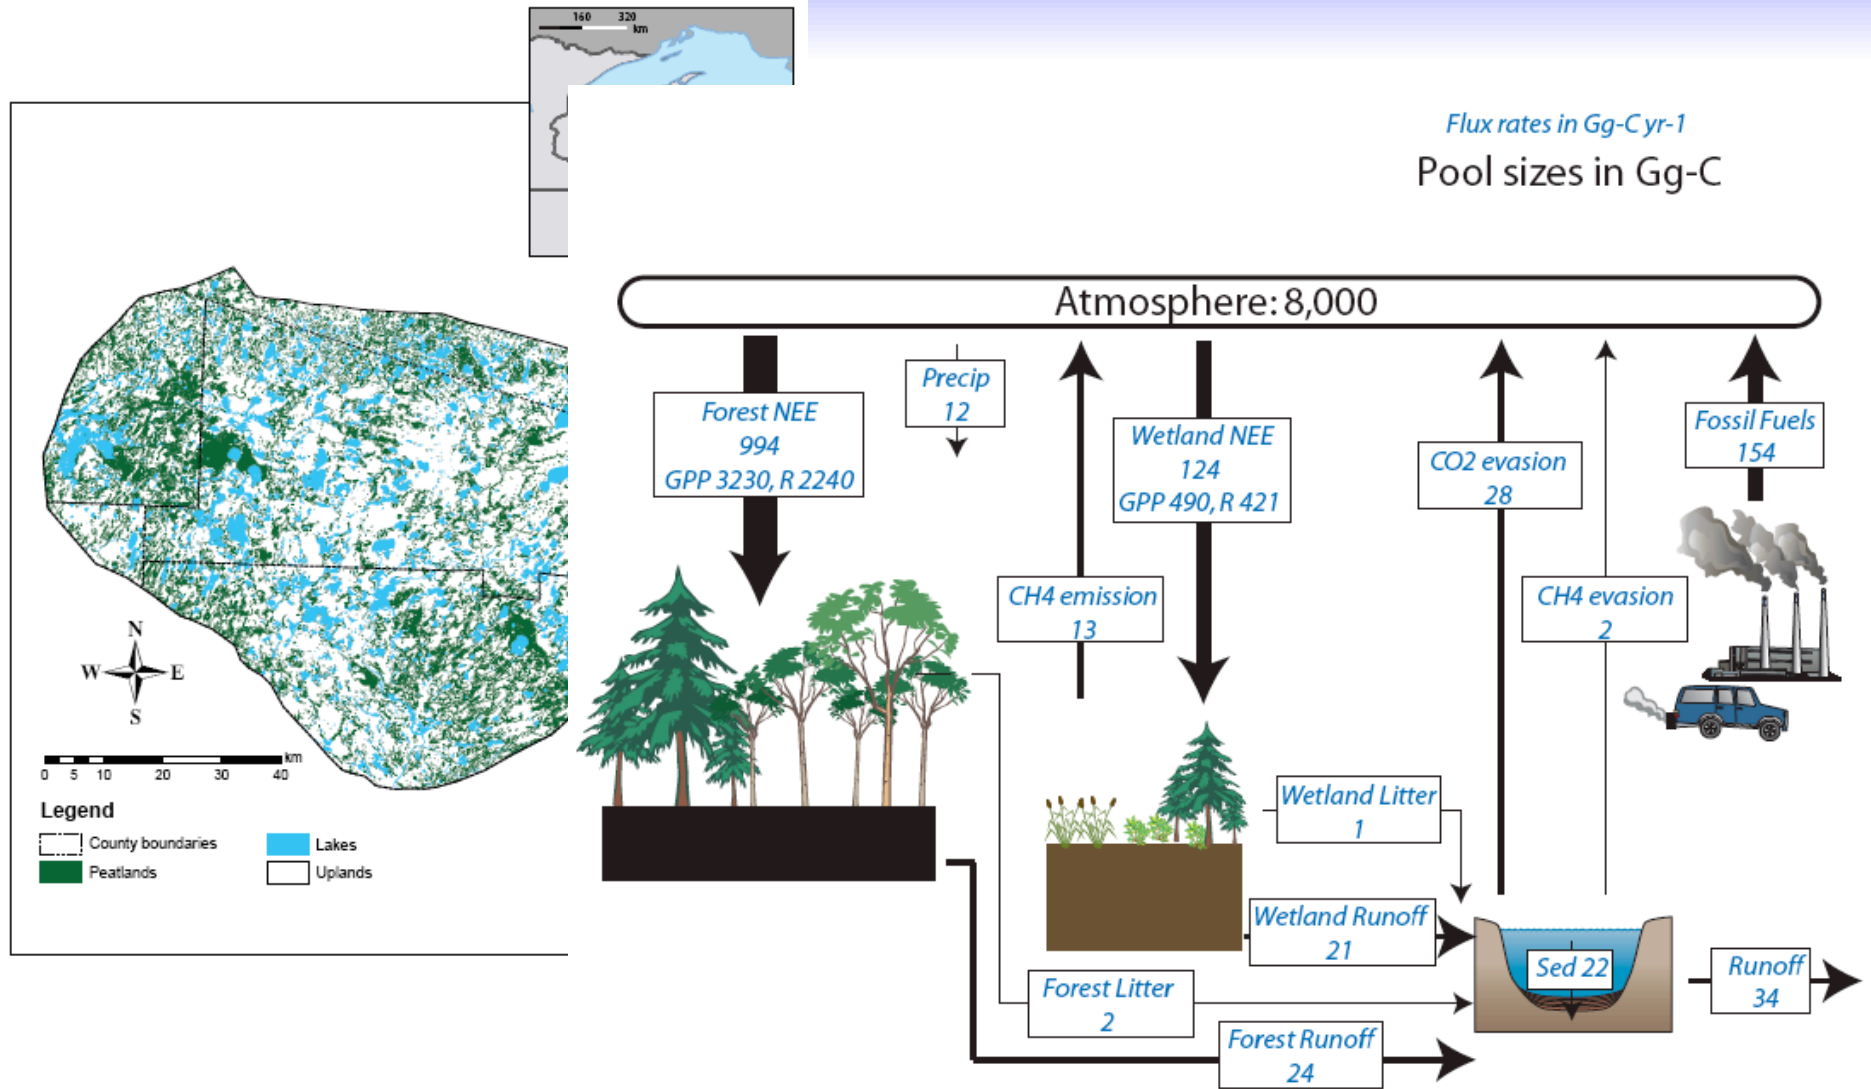 160 320
km
Flux rates in Gg-C yr-1
Pool sizes in Gg-C
Atmosphere: 8,000
Forest NEE
994
GPP 3230, R 2240
Precip
12
CH4 emission
13
Wetland NEE
124
GPP 490, R 421
CO2 evasion
28
CH4 evasion
2
Fossil Fuels
154
N
W E
S
km
0 5 10 20 30 40
Legend
County boundaries
Lakes
Peatlands
Uplands
Wetland Litter
1
Wetland Runoff
21
Forest Litter
2
Forest Runoff
24
Sed 22
Runoff
34